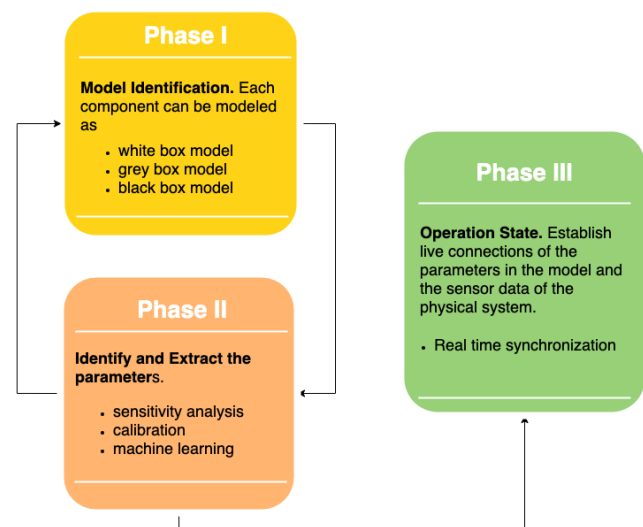 Phase I
Model Identification. Each
component can be modeled
as
• white box model
• grey box model
• black box model
Phase II
Identify and Extract the
parameters.
• sensitivity analysis
• calibration
• machine learning
Phase III
Operation State. Establish
live connections of the
parameters in the model and
the sensor data of the
physical system.
• Real time synchronization